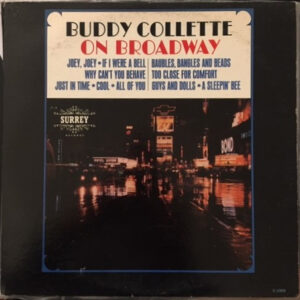 BUDDY COLLETTE
ON BROADWAY
JOEY, JOEY • IF I WERE A BELL
WHY CAN'T YOU BEHAVE
JUST IN TIME • COOL • ALL OF YOU
BAUBLES, BANGLES AND BEADS
TOO CLOSE FOR COMFORT
GUYS AND DOLLS • A SLEEPIN' BEE
SURREY
BOND